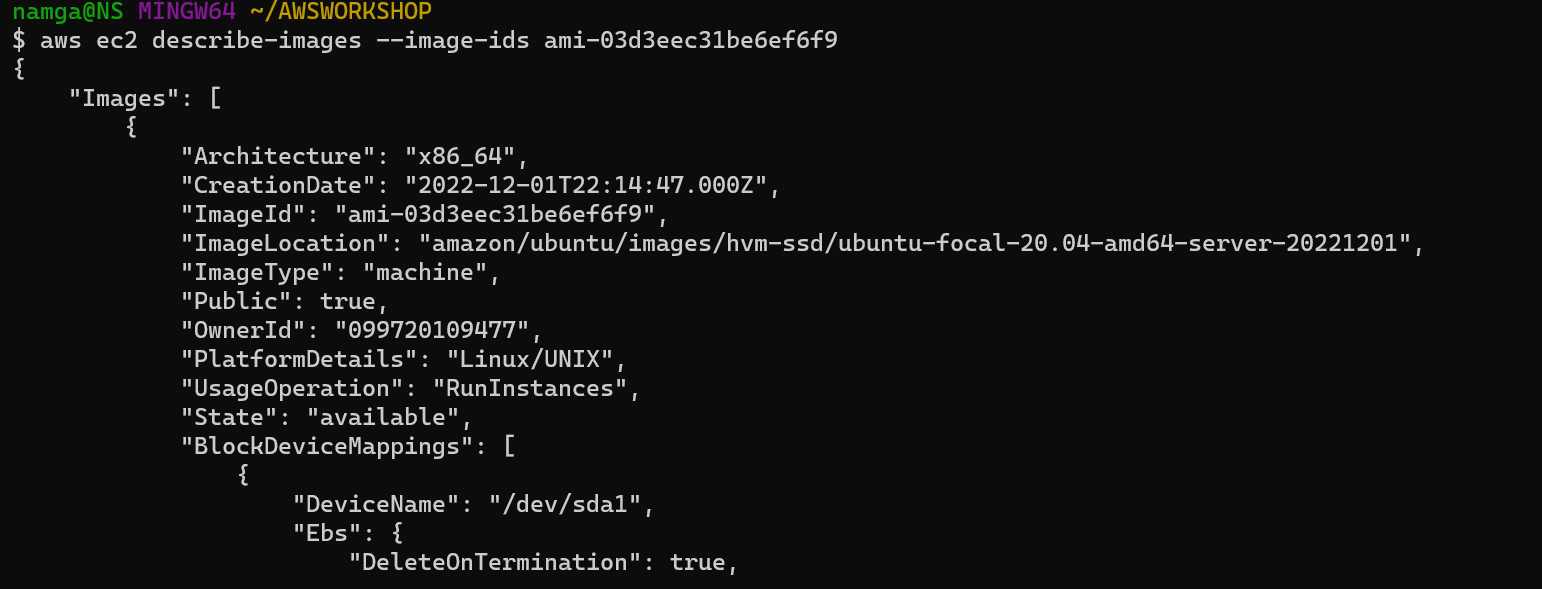 namga@NS MINGW64 ~/AWSWORKSHOP
$ aws ec2 describe-images --image-ids ami-03d3eec31be6ef6f9
{
    "Images": [
        {
            "Architecture": "x86_64",
            "CreationDate": "2022-12-01T22:14:47.000Z",
            "ImageId": "ami-03d3eec31be6ef6f9",
            "ImageLocation": "amazon/ubuntu/images/hvm-ssd/ubuntu-focal-20.04-amd64-server-20221201",
            "ImageType": "machine",
            "Public": true,
            "OwnerId": "099720109477",
            "PlatformDetails": "Linux/UNIX",
            "UsageOperation": "RunInstances",
            "State": "available",
            "BlockDeviceMappings": [
                {
                    "DeviceName": "/dev/sda1",
                    "Ebs": {
                        "DeleteOnTermination": true,